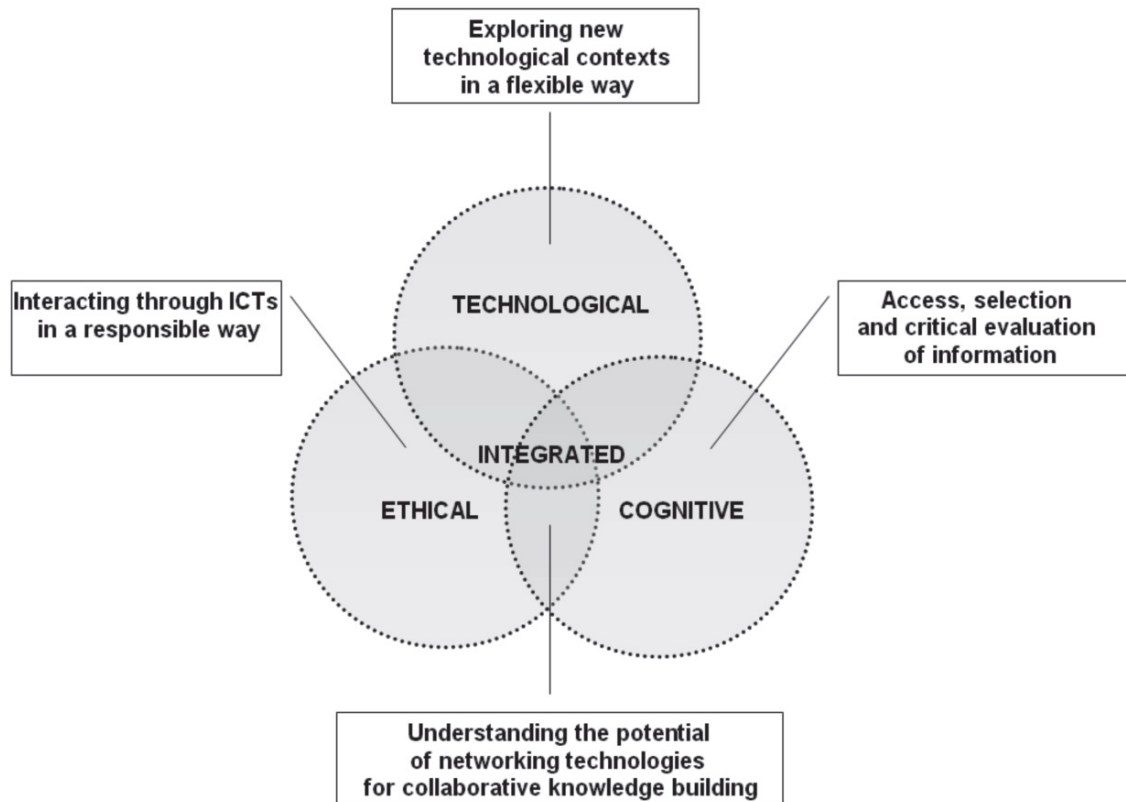 Exploring new
technological contexts
in a flexible way
Interacting through ICTs
in a responsible way
Access, selection
and critical evaluation
of information
TECHNOLOGICAL
INTEGRATED
ETHICAL
COGNITIVE
Understanding the potential
of networking technologies
for collaborative knowledge building